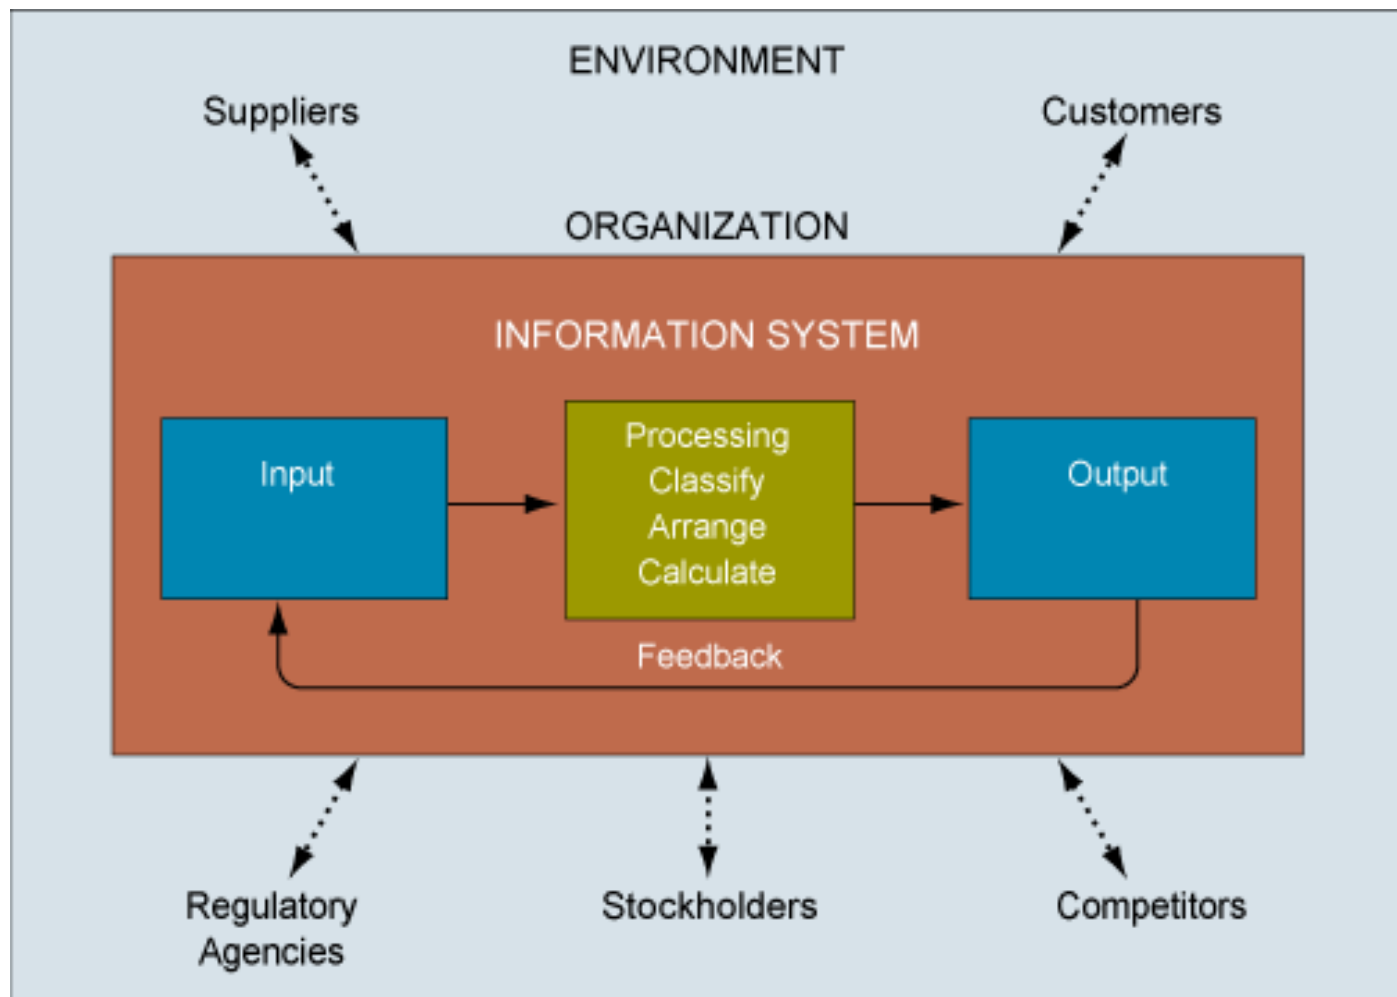 ENVIRONMENT
Suppliers
Customers
ORGANIZATION
INFORMATION SYSTEM
Input
Processing
Classify
Arrange
Calculate
Output
Feedback
Regulatory
Agencies
Stockholders
Competitors